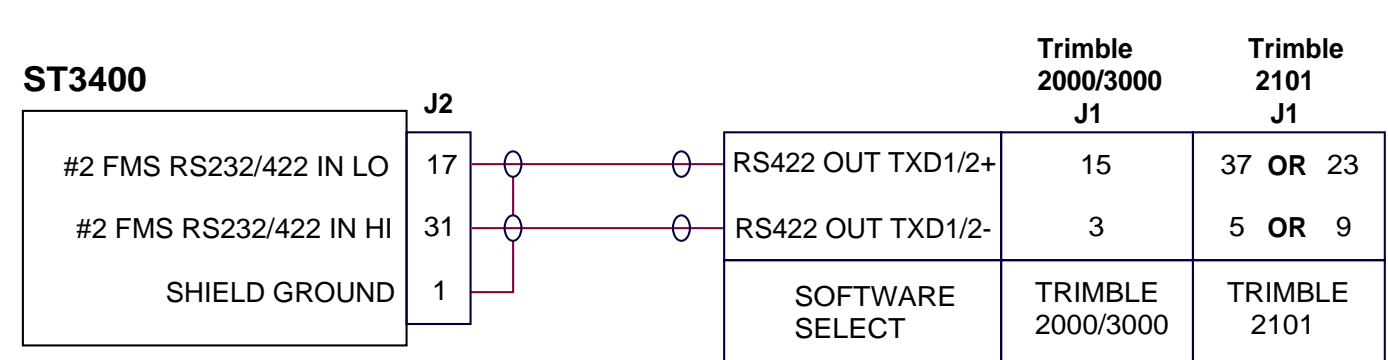 Trimble Trimble
ST3400 2000/3000 2101
J2 J1 J1
#2 FMS RS232/422 IN LO 17 RS422 OUT TXD1/2+ 15 37 OR 23
#2 FMS RS232/422 IN HI 31 RS422 OUT TXD1/2- 3 5 OR 9
SHIELD GROUND 1 SOFTWARE TRIMBLE TRIMBLE
SELECT 2000/3000 2101